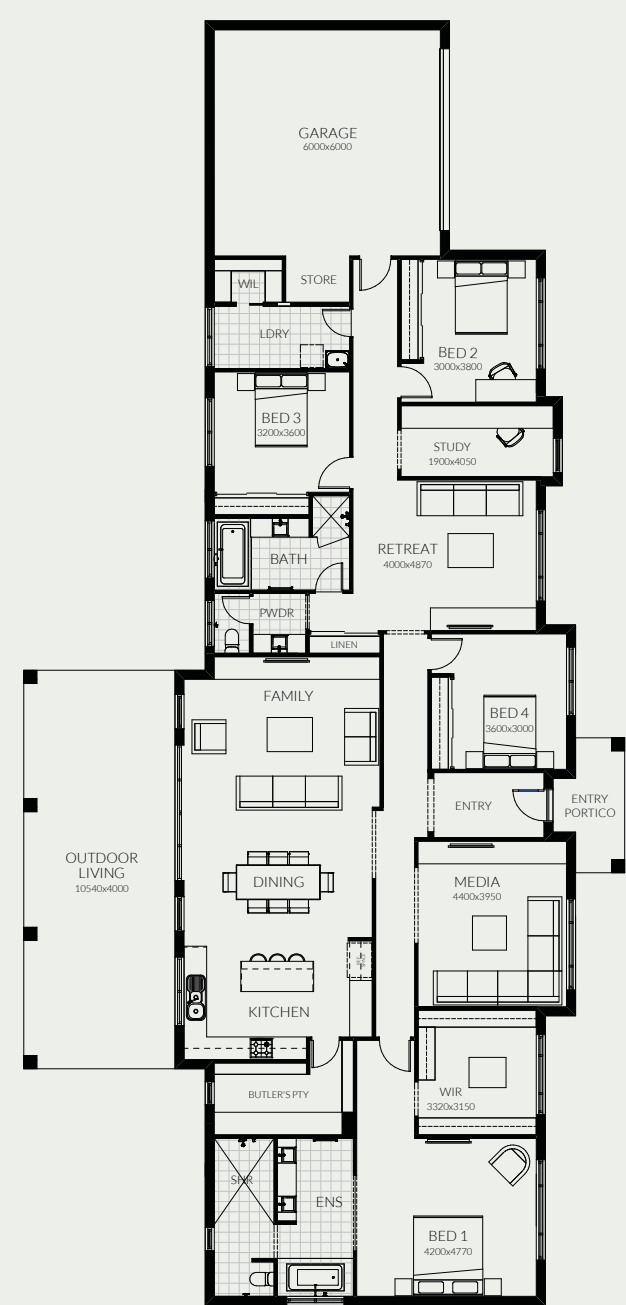 GARAGE
6000x6000
WIL
STORE
LDRY
BED 2
3000x3800
BED 3
3200x3600
STUDY
1900x4050
RETREAT
4000x4870
BATH
PWDR
LINEN
FAMILY
BED 4
3600x3000
ENTRY
ENTRY
PORTICO
OUTDOOR
LIVING
10540x4000
DINING
MEDIA
4400x3950
KITCHEN
BUTLER'S PTY
WIR
3320x3150
SHR
ENS
BED 1
4200x4770